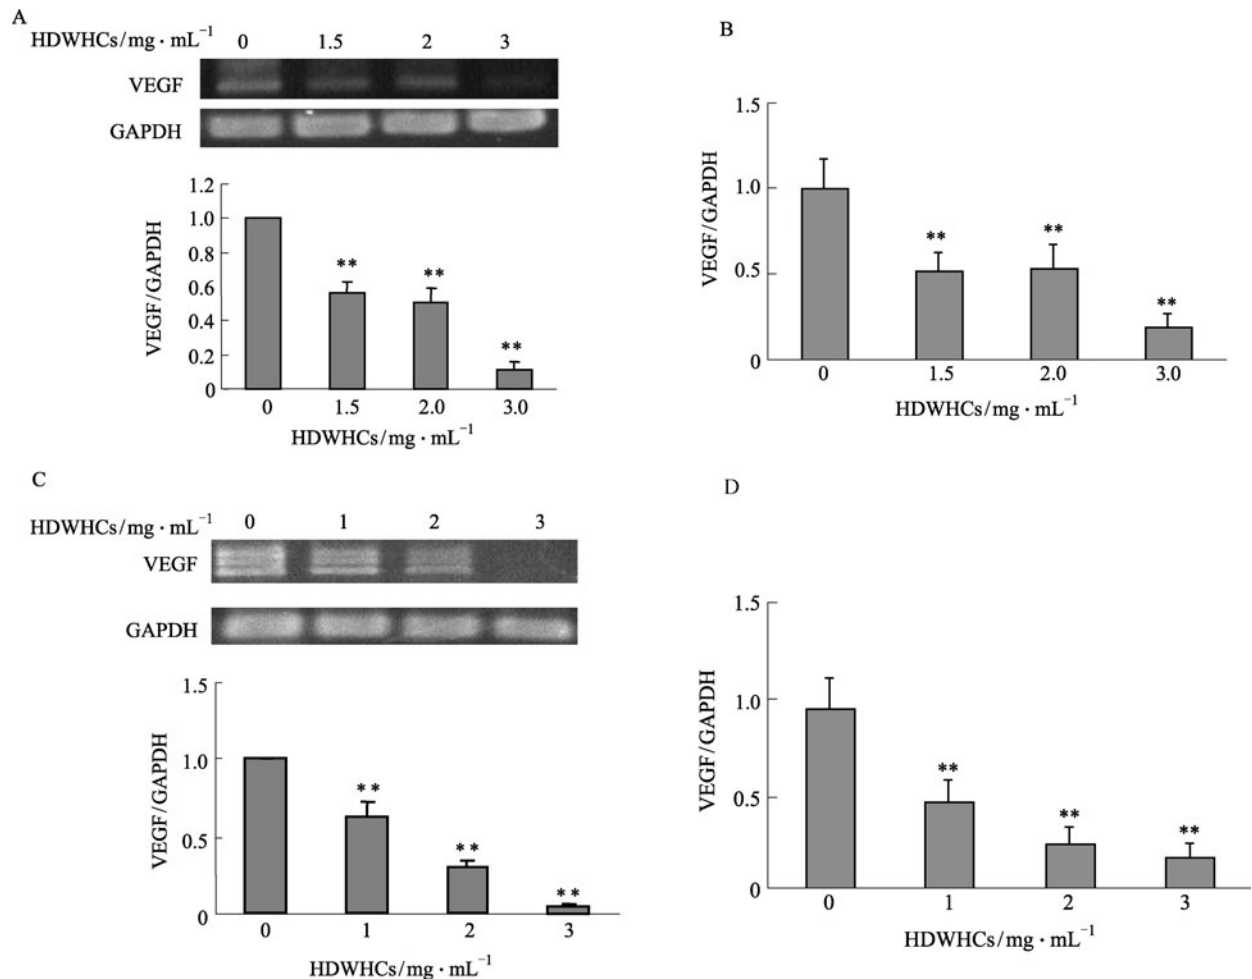 A
HDWHCs/mg · mL⁻¹ 0 1.5 2 3
VEGF
GAPDH
VEGF/GAPDH
1.2
1.0
0.8
0.6
0.4
0.2
0
**
**
**
0 1.5 2.0 3.0
HDWHCs/mg · mL⁻¹
B
VEGF/GAPDH
1.5
1.0
0.5
0
**
**
**
0 1.5 2.0 3.0
HDWHCs/mg · mL⁻¹
C
HDWHCs/mg · mL⁻¹ 0 1 2 3
VEGF
GAPDH
VEGF/GAPDH
1.5
1.0
0.5
0
**
**
**
0 1 2 3
HDWHCs/mg · mL⁻¹
D
VEGF/GAPDH
1.5
1.0
0.5
0
**
**
**
0 1 2 3
HDWHCs/mg · mL⁻¹